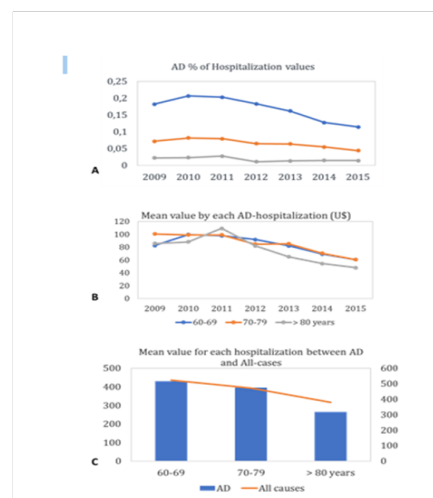 AD % of Hospitalization values
0,25
0,2
0,15
0,1
0,05
0
A
2009 2010 2011 2012 2013 2014 2015
Mean value by each AD-hospitalization (U$)
120
100
80
60
40
20
0
B
2009 2010 2011 2012 2013 2014 2015
60-69 70-79 > 80 years
Mean value for each hospitalization between AD
and All-cases
500 600
400 500
300 400
200 300
100 200
0 100
0
C
60-69 70-79 > 80 years
AD All causes